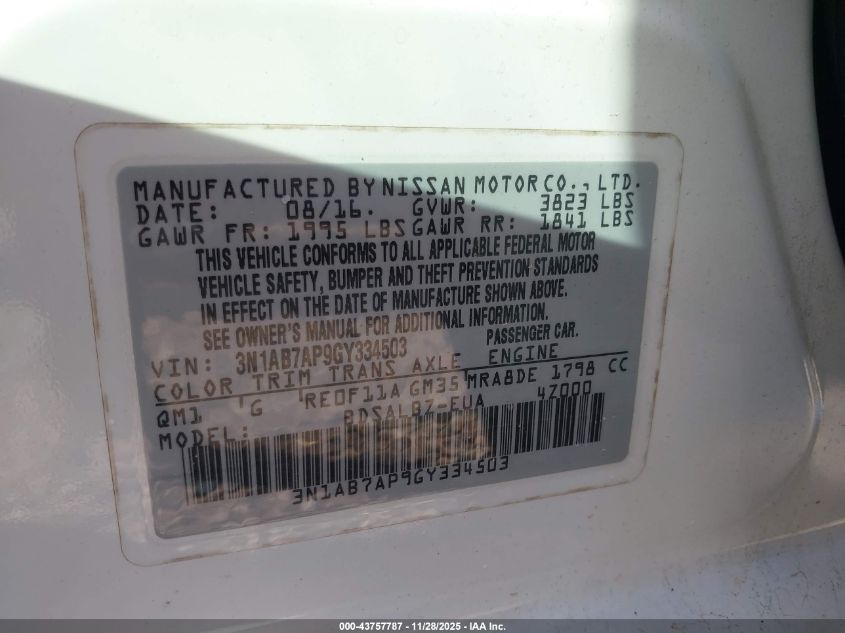 MANUFACTURED BY NISSAN MOTOR CO., LTD.
DATE: 08/16. GVWR: 3823 LBS
GAWR FR: 1995 LBS GAWR RR: 1841 LBS
THIS VEHICLE CONFORMS TO ALL APPLICABLE FEDERAL MOTOR
VEHICLE SAFETY, BUMPER AND THEFT PREVENTION STANDARDS
IN EFFECT ON THE DATE OF MANUFACTURE SHOWN ABOVE.
SEE OWNER'S MANUAL FOR ADDITIONAL INFORMATION.
VIN: 3N1AB7AP9GY334503 PASSENGER CAR.
COLOR TRIM TRANS AXLE ENGINE
QM1 G RE0F11A GM35 MRA8DE 1798 CC
MODEL: BDSALBZ-EUA 47000
3N1AB7AP9GY334503
000-43757787 - 11/28/2025 - IAA Inc.